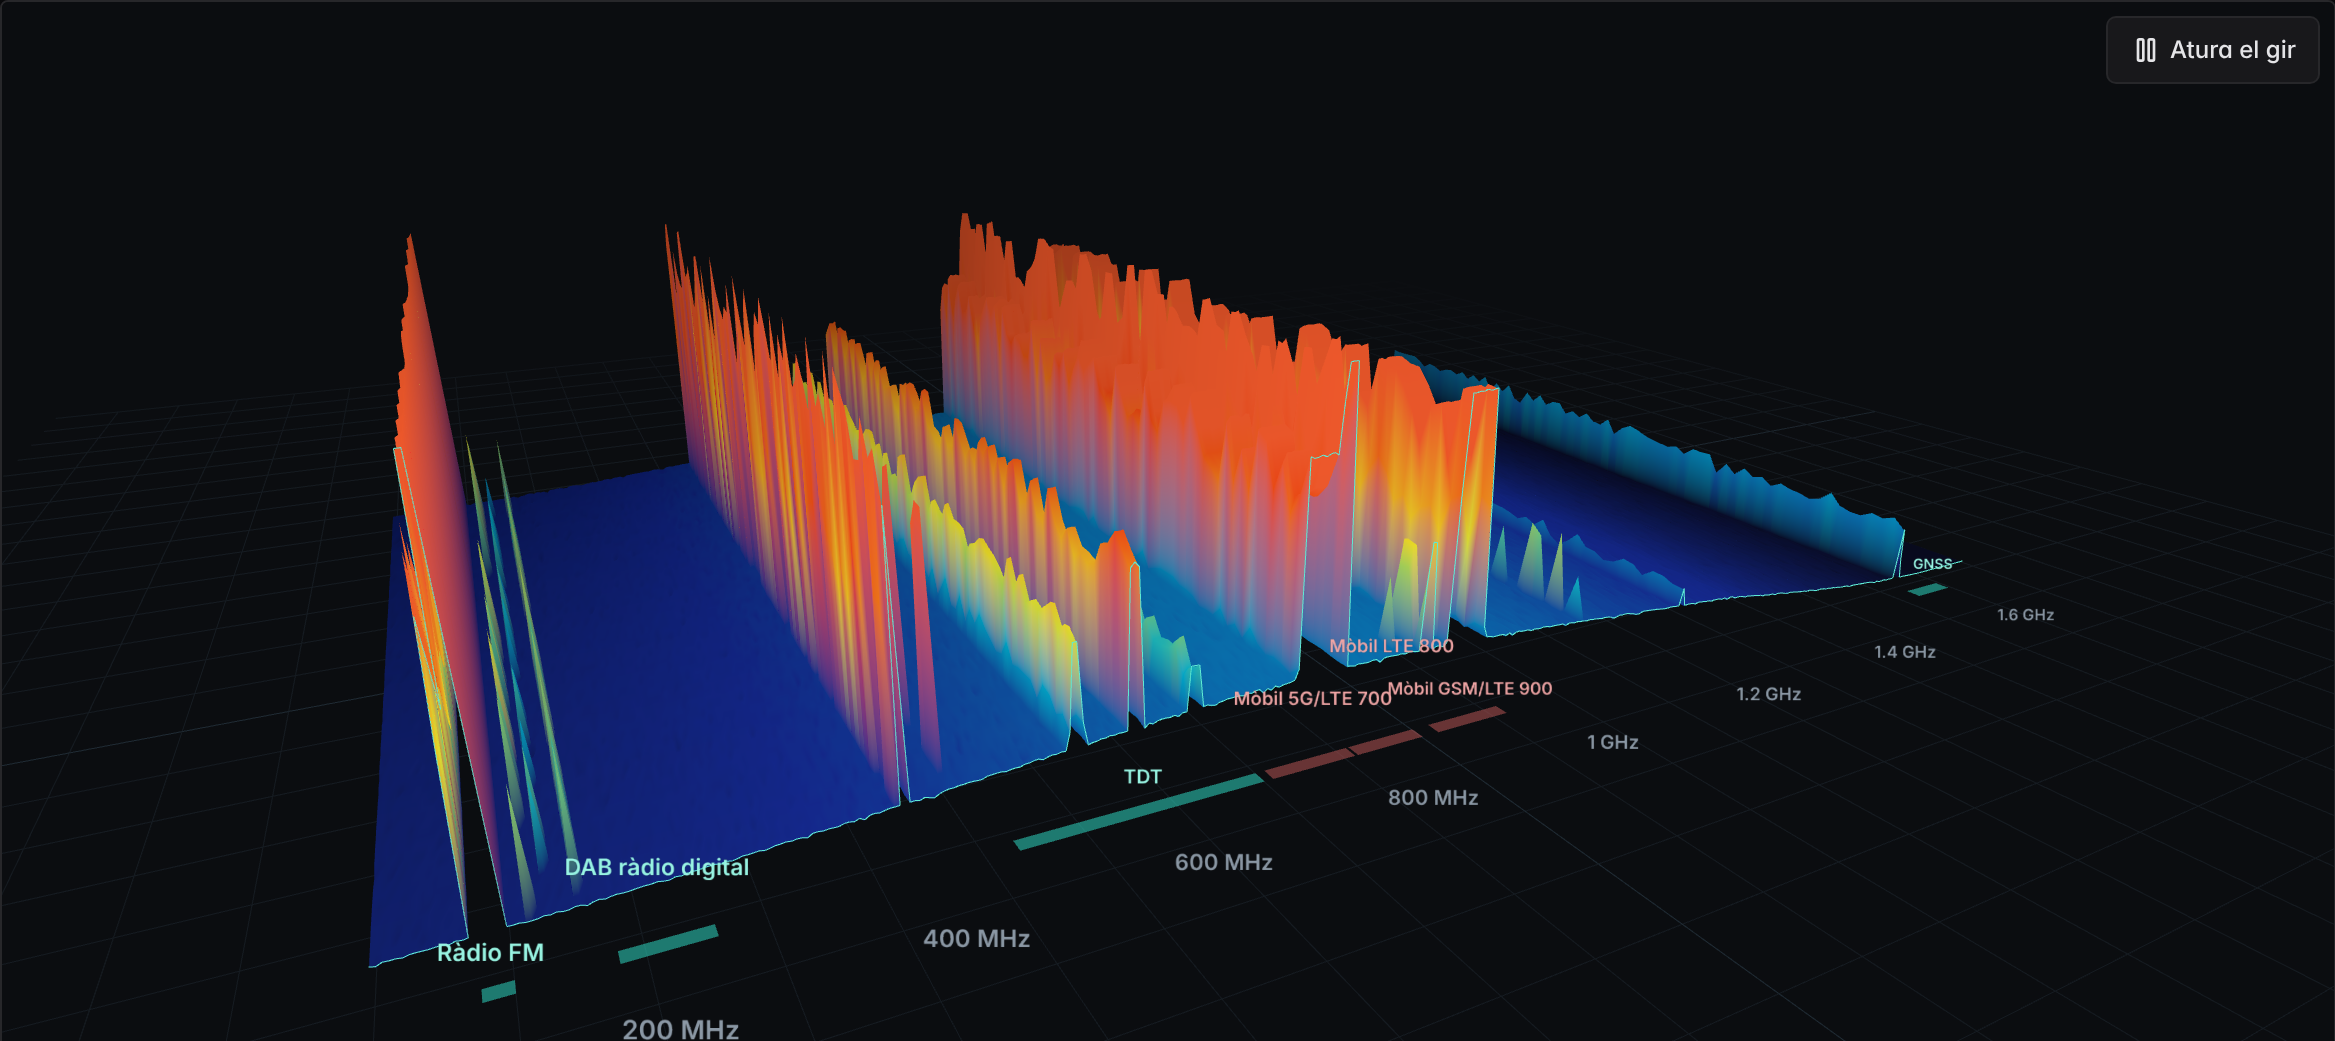 Atura el gir
GNSS
1.6 GHz
Mòbil LTE 800
1.4 GHz
Mòbil 5G/LTE 700
Mòbil GSM/LTE 900
1.2 GHz
1 GHz
TDT
800 MHz
600 MHz
DAB ràdio digital
400 MHz
Ràdio FM
200 MHz